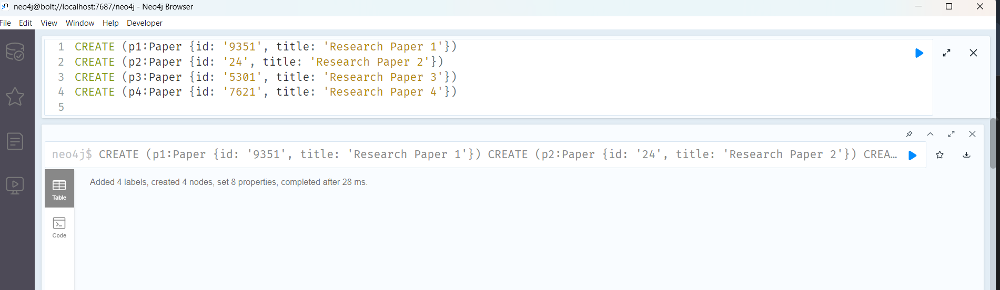 neo4j@bolt://localhost:7687/neo4j - Neo4j Browser
File Edit View Window Help Developer
1 CREATE (p1:Paper {id: '9351', title: 'Research Paper 1'})
2 CREATE (p2:Paper {id: '24', title: 'Research Paper 2'})
3 CREATE (p3:Paper {id: '5301', title: 'Research Paper 3'})
4 CREATE (p4:Paper {id: '7621', title: 'Research Paper 4'})
5
neo4j$ CREATE (p1:Paper {id: '9351', title: 'Research Paper 1'}) CREATE (p2:Paper {id: '24', title: 'Research Paper 2'}) CREA…
Added 4 labels, created 4 nodes, set 8 properties, completed after 28 ms.
Table
Code